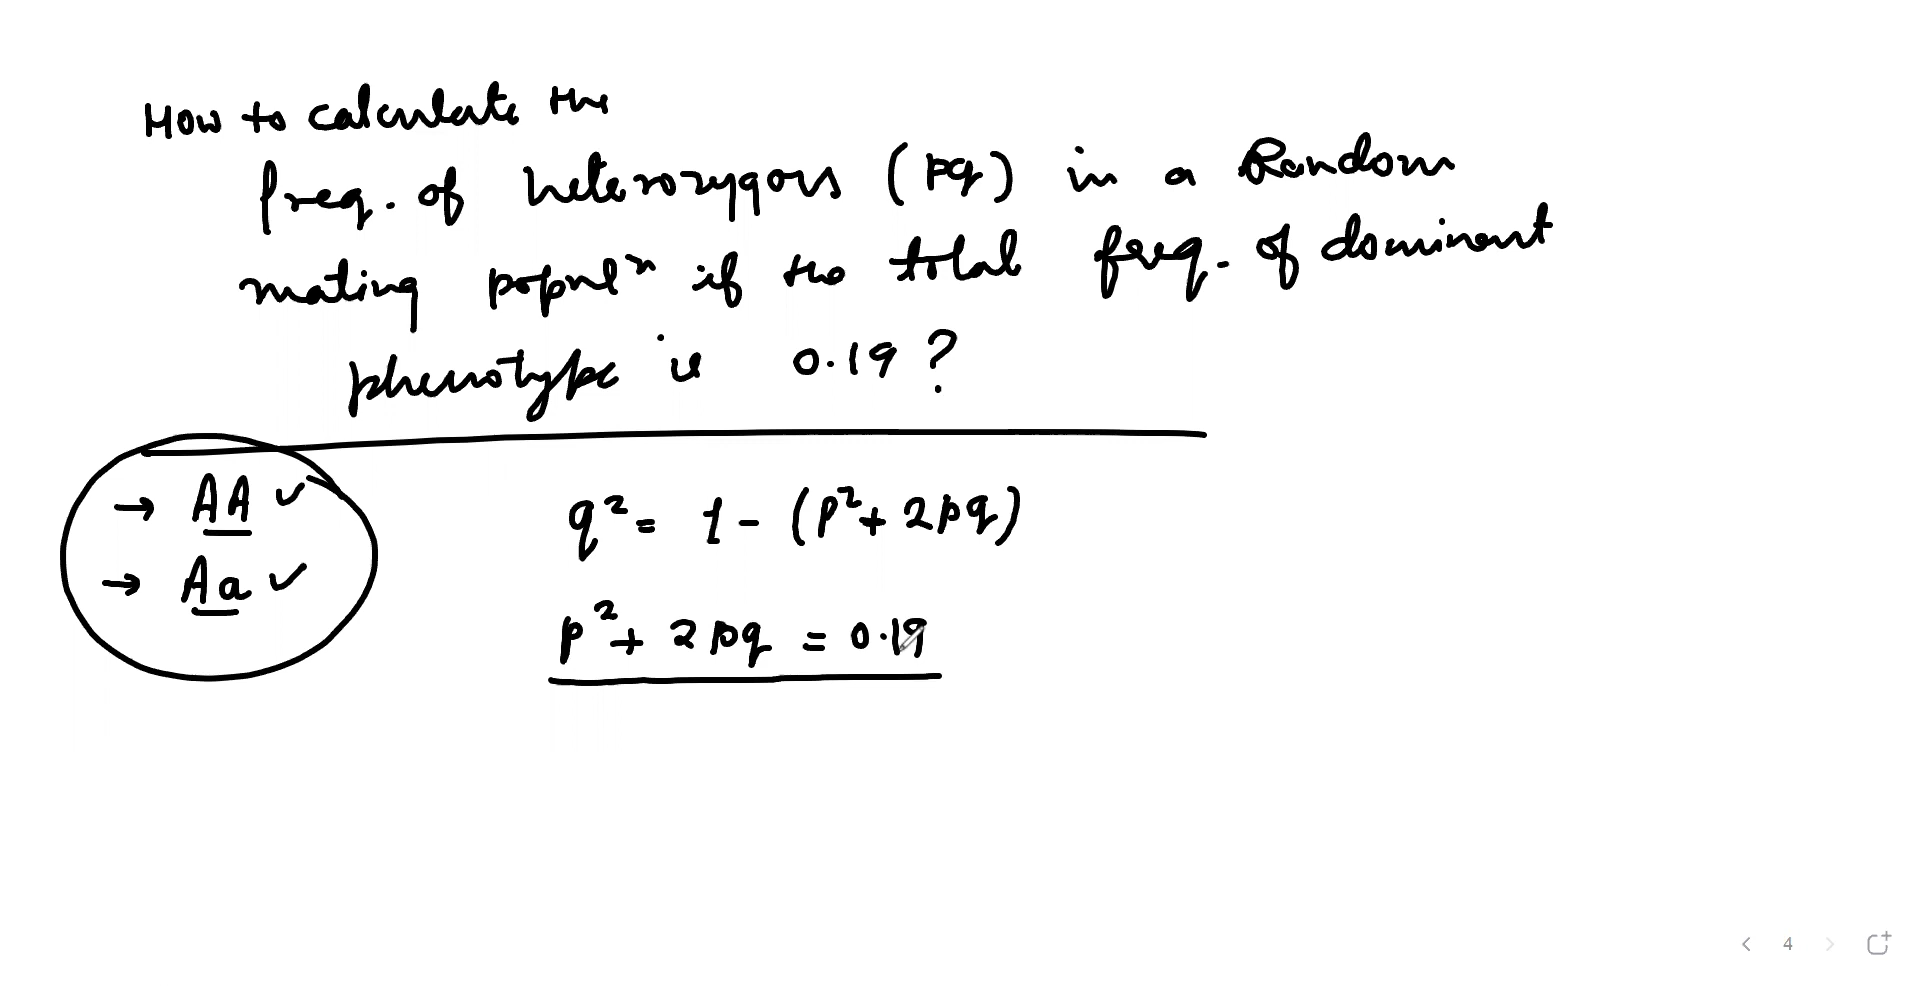 How to calculate the
freq. of heterozygous (pq) in a Random
mating populⁿ if the total freq. of dominant
phenotype is 0.19?
→ AA ✓
→ Aa ✓
q² = 1 - (p² + 2pq)
p² + 2pq = 0.19
4